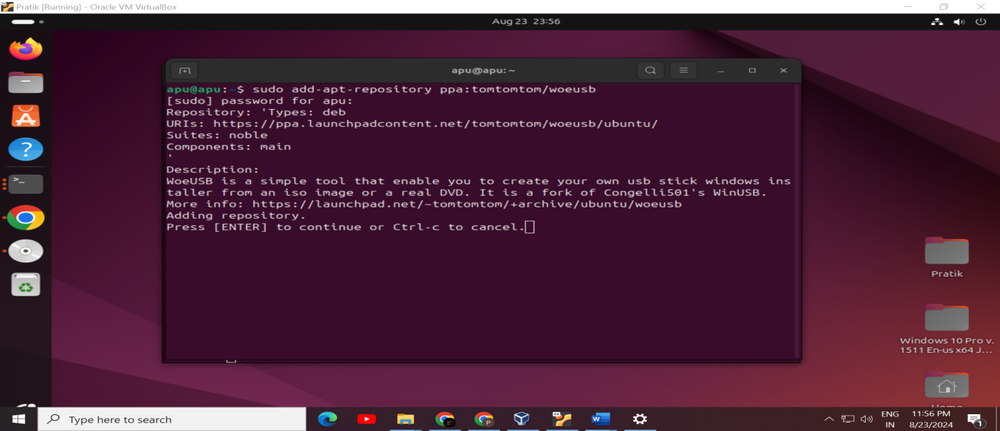 Pratik [Running] - Oracle VM VirtualBox
Aug 23 23:56
apu@apu: ~
apu@apu:~$ sudo add-apt-repository ppa:tomtomtom/woeusb
[sudo] password for apu:
Repository: 'Types: deb
URIs: https://ppa.launchpadcontent.net/tomtomtom/woeusb/ubuntu/
Suites: noble
Components: main
'
Description:
WoeUSB is a simple tool that enable you to create your own usb stick windows ins
taller from an iso image or a real DVD. It is a fork of Congelli501's WinUSB.
More info: https://launchpad.net/~tomtomtom/+archive/ubuntu/woeusb
Adding repository.
Press [ENTER] to continue or Ctrl-c to cancel.
Pratik
Windows 10 Pro v.
1511 En-us x64 J...
Home
Type here to search
64
P
W
ENG
IN
11:56 PM
8/23/2024
1